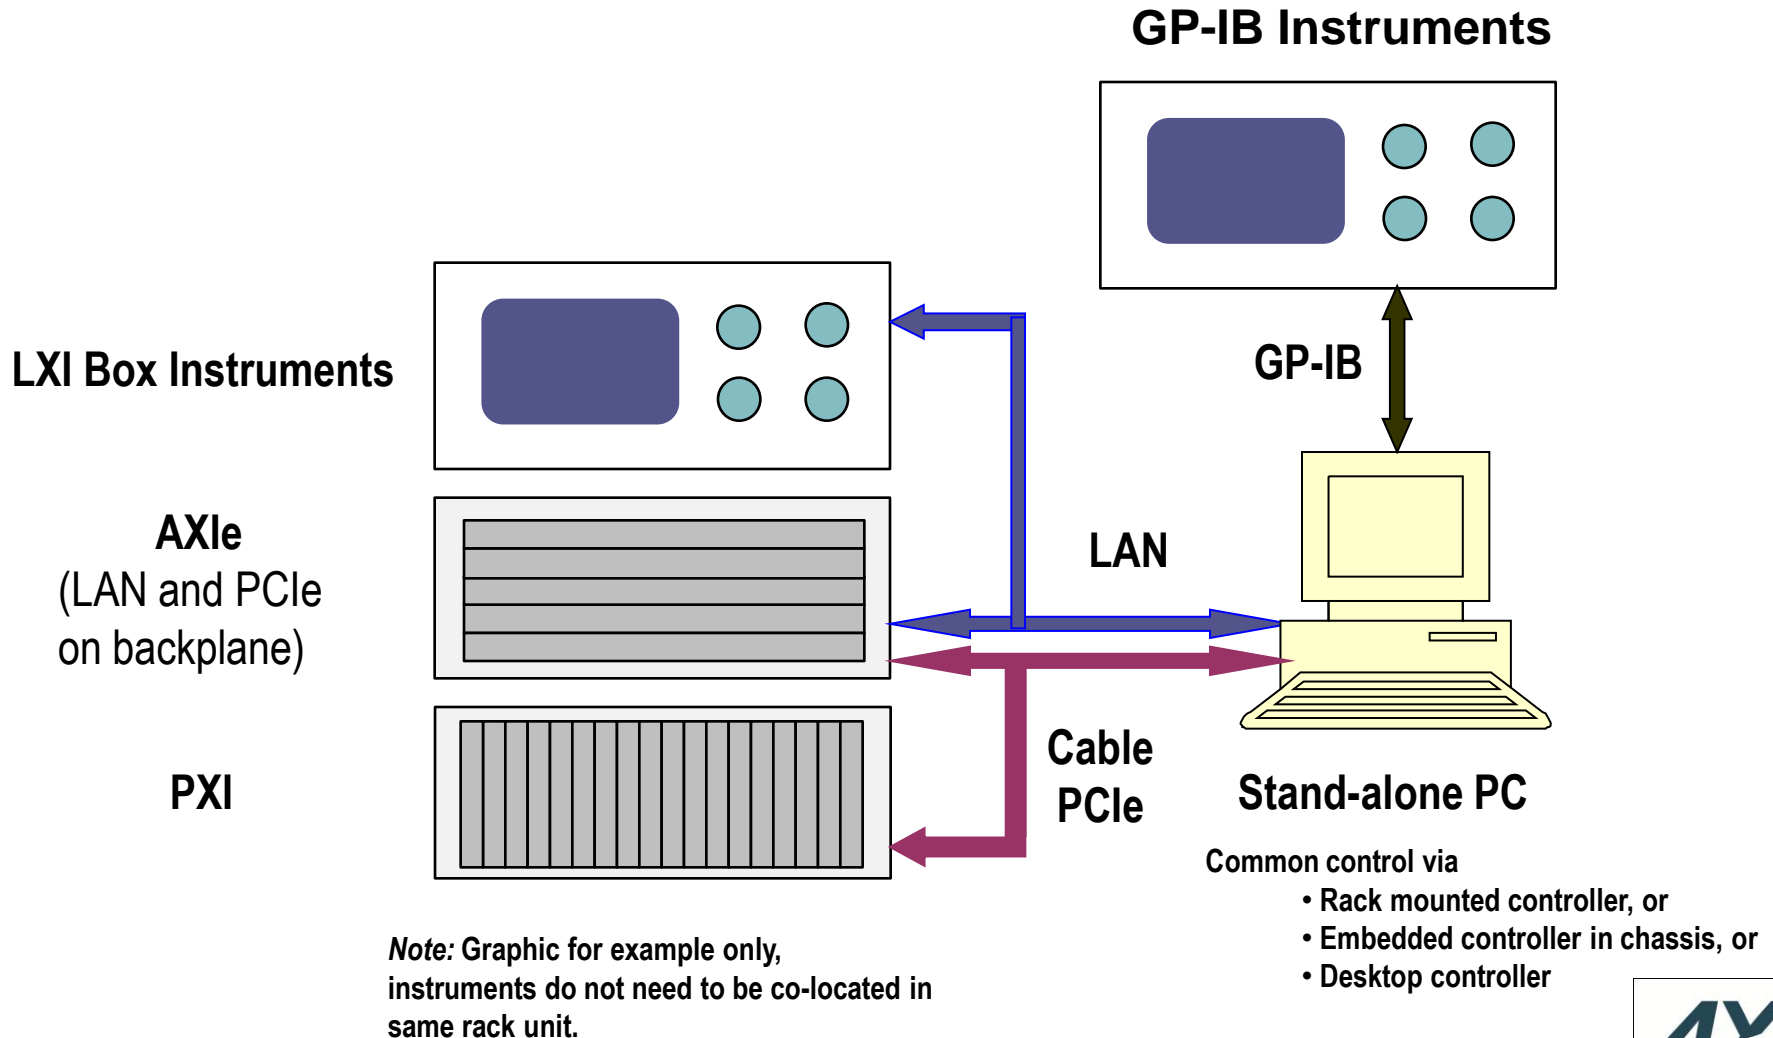 GP-IB Instruments
LXI Box Instruments
GP-IB
AXIe
(LAN and PCIe
on backplane)
LAN
PXI
Cable
PCIe
Stand-alone PC
Common control via
• Rack mounted controller, or
• Embedded controller in chassis, or
• Desktop controller
Note: Graphic for example only,
instruments do not need to be co-located in
same rack unit.